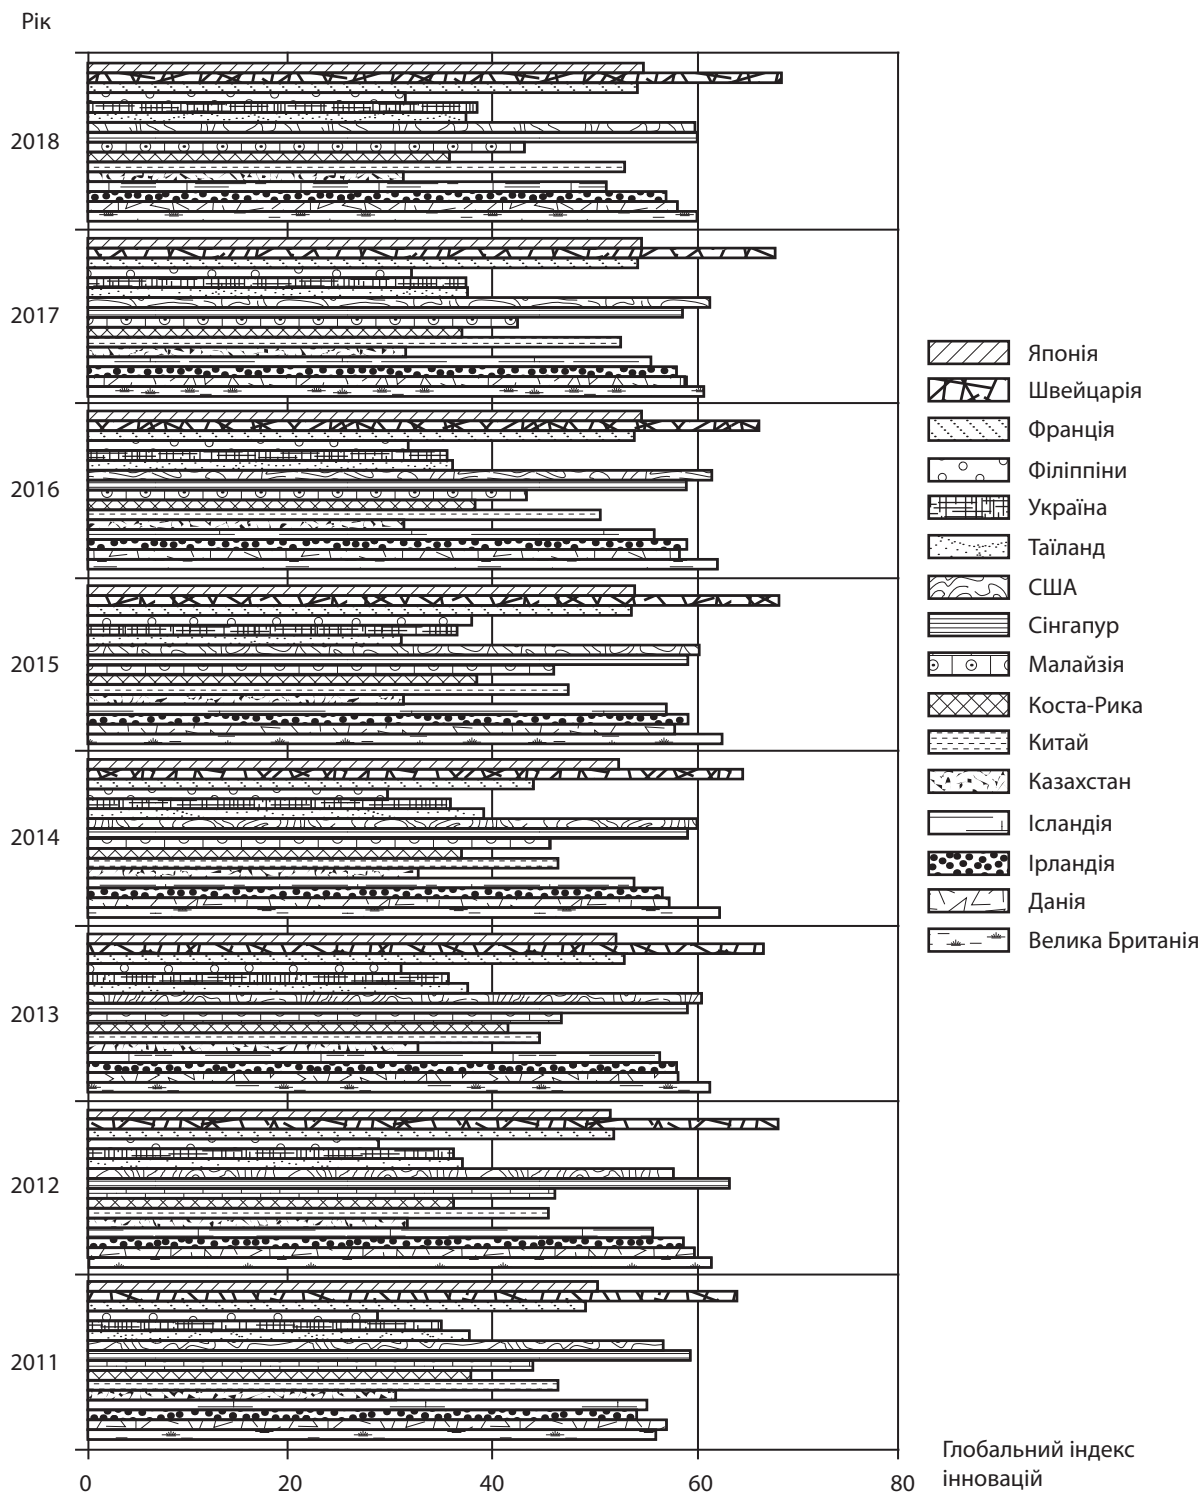 Рік
2018
2017
2016
2015
2014
2013
2012
2011
0 20 40 60 80
Глобальний індекс
інновацій
Японія
Швейцарія
Франція
Філіппіни
Україна
Таїланд
США
Сінгапур
Малайзія
Коста-Рика
Китай
Казахстан
Ісландія
Ірландія
Данія
Велика Британія